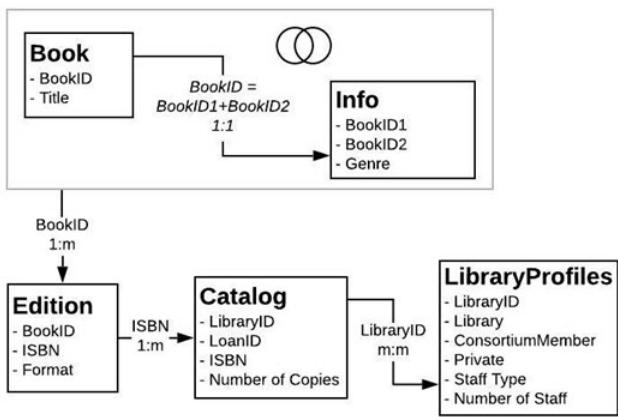 Book
- BookID
- Title
BookID =
BookID1+BookID2
1:1
Info
- BookID1
- BookID2
- Genre
BookID
1:m
Edition
- BookID
- ISBN
- Format
ISBN
1:m
Catalog
- LibraryID
- LoanID
- ISBN
- Number of Copies
LibraryID
m:m
LibraryProfiles
- LibraryID
- Library
- ConsortiumMember
- Private
- Staff Type
- Number of Staff